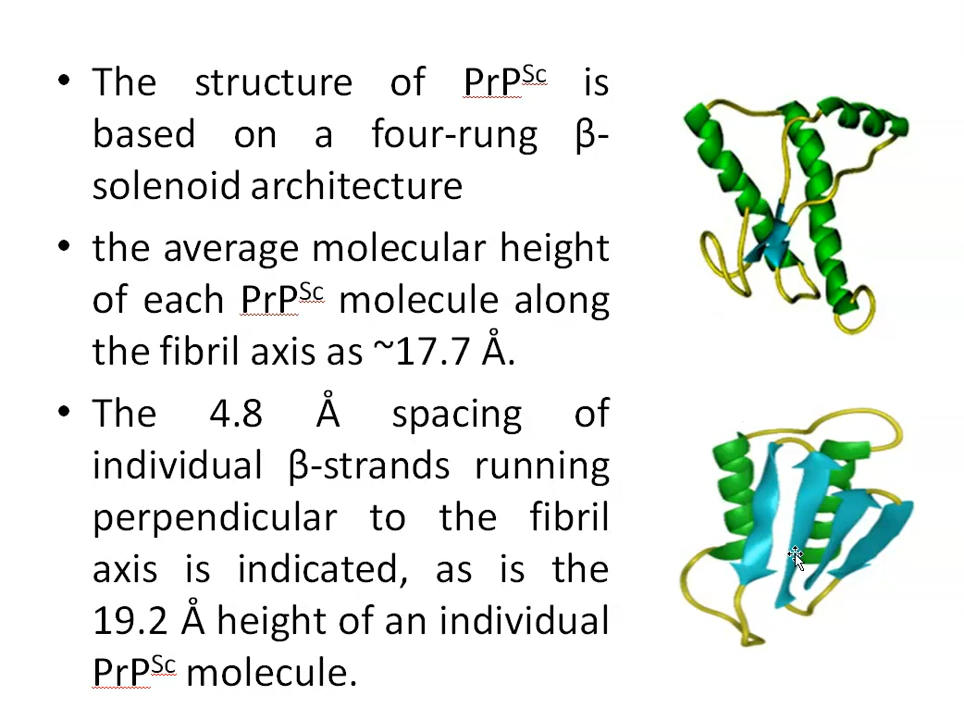 • The structure of PrPSc is
based on a four-rung β-
solenoid architecture
• the average molecular height
of each PrPSc molecule along
the fibril axis as ~17.7 Å.
• The 4.8 Å spacing of
individual β-strands running
perpendicular to the fibril
axis is indicated, as is the
19.2 Å height of an individual
PrPSc molecule.